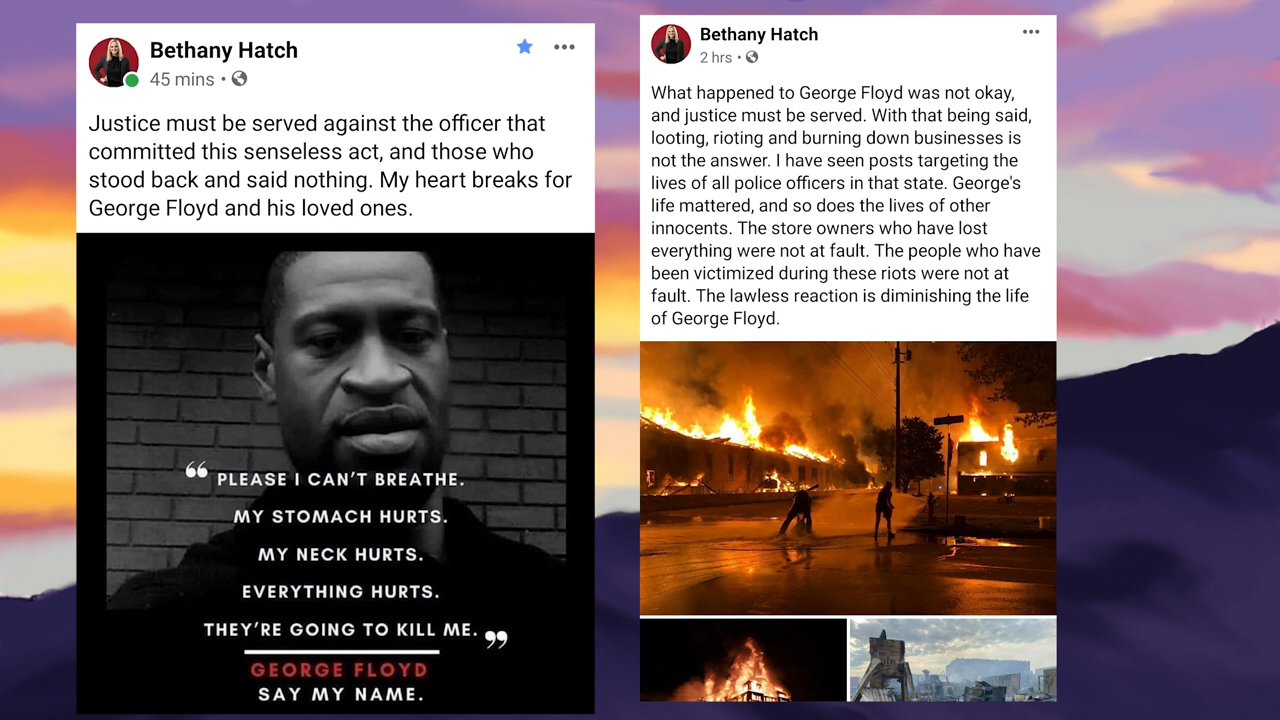 Bethany Hatch
45 mins •
Justice must be served against the officer that
committed this senseless act, and those who
stood back and said nothing. My heart breaks for
George Floyd and his loved ones.
“ PLEASE I CAN’T BREATHE.
MY STOMACH HURTS.
MY NECK HURTS.
EVERYTHING HURTS.
THEY’RE GOING TO KILL ME. ”
GEORGE FLOYD
SAY MY NAME.
Bethany Hatch
2 hrs •
What happened to George Floyd was not okay,
and justice must be served. With that being said,
looting, rioting and burning down businesses is
not the answer. I have seen posts targeting the
lives of all police officers in that state. George's
life mattered, and so does the lives of other
innocents. The store owners who have lost
everything were not at fault. The people who have
been victimized during these riots were not at
fault. The lawless reaction is diminishing the life
of George Floyd.